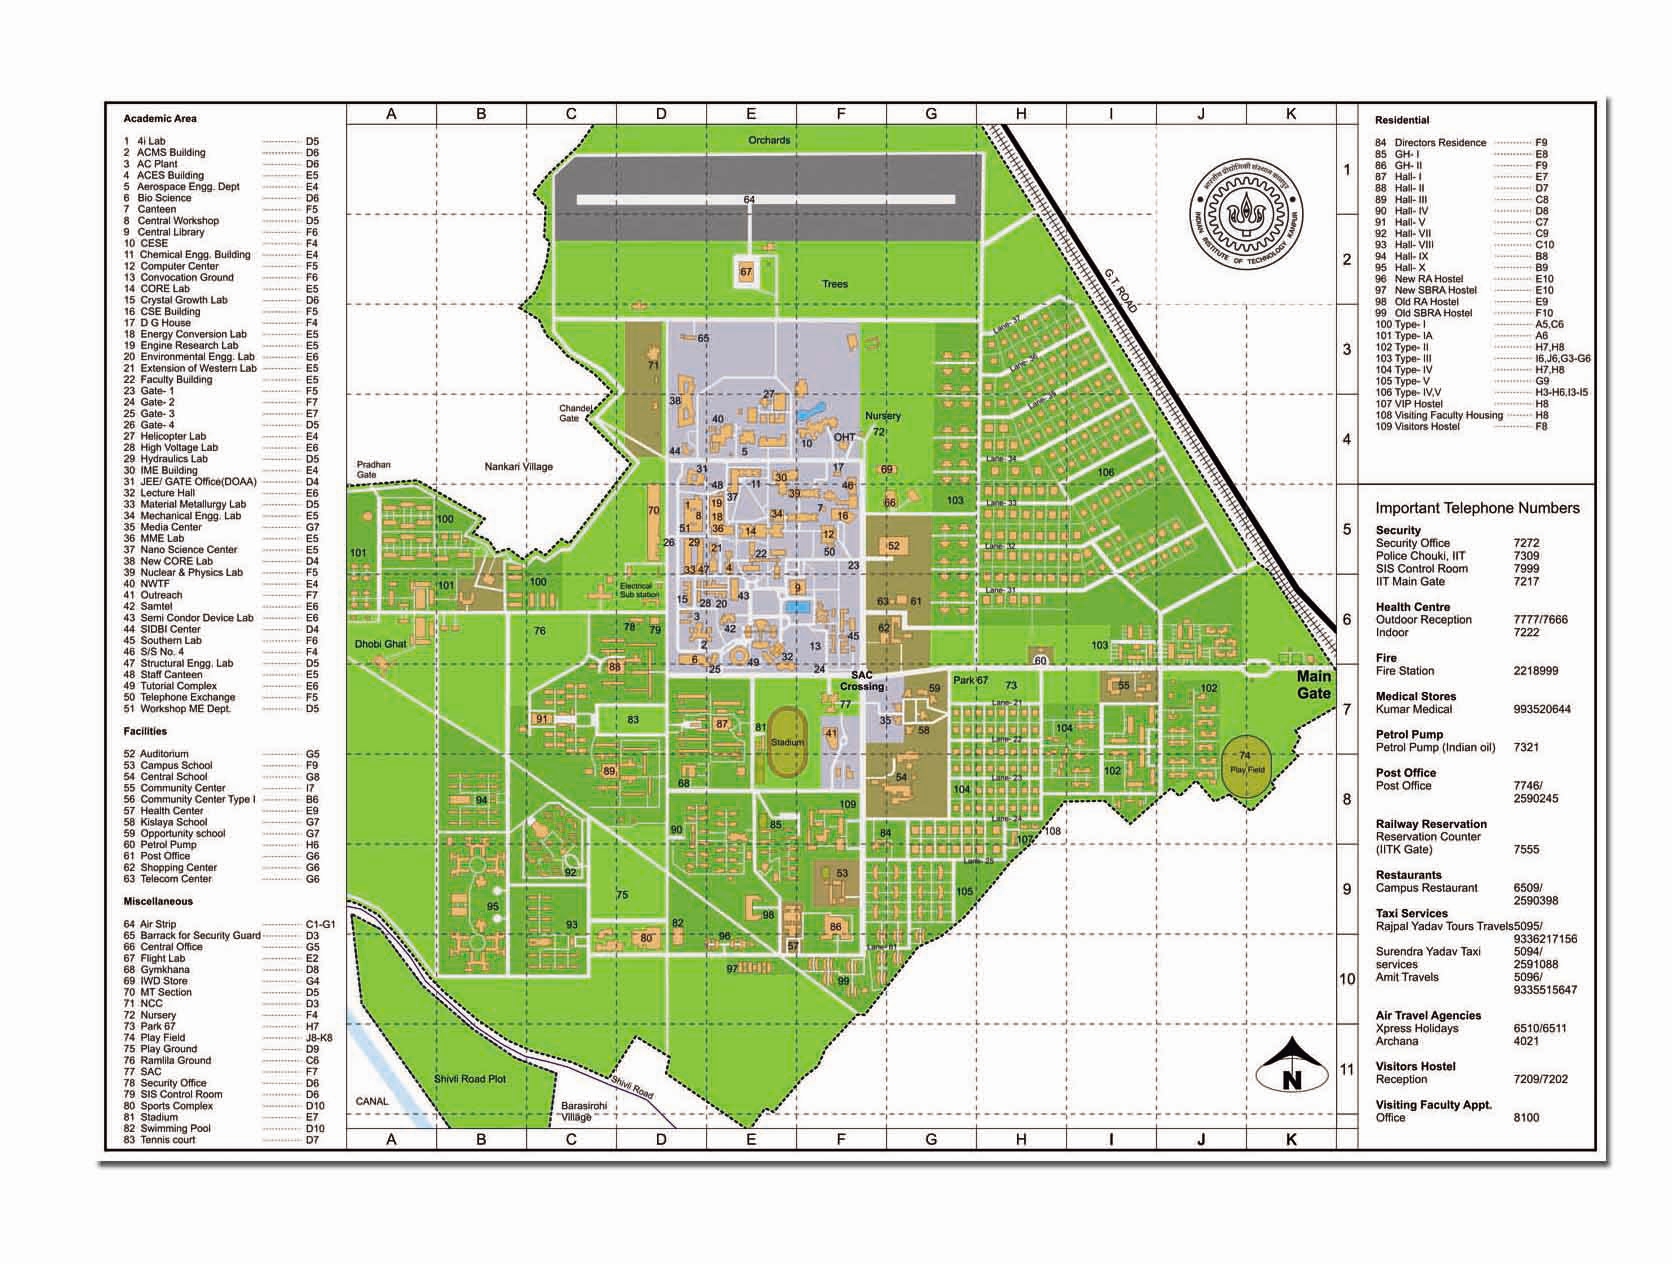 Academic Area
1 4i Lab D5
2 ACMS Building D6
3 AC Plant D6
4 ACES Building E5
5 Aerospace Engg. Dept E4
6 Bio Science D6
7 Canteen F5
8 Central Workshop D5
9 Central Library F6
10 CESE F4
11 Chemical Engg. Building E4
12 Computer Center F5
13 Convocation Ground F6
14 CORE Lab E5
15 Crystal Growth Lab D6
16 CSE Building F5
17 D G House F4
18 Energy Conversion Lab E5
19 Engine Research Lab E5
20 Environmental Engg. Lab E6
21 Extension of Western Lab E5
22 Faculty Building E5
23 Gate- 1 F5
24 Gate- 2 F7
25 Gate- 3 E7
26 Gate- 4 D5
27 Helicopter Lab E4
28 High Voltage Lab E6
29 Hydraulics Lab D5
30 IME Building E4
31 JEE/ GATE Office(DOAA) D4
32 Lecture Hall E6
33 Material Metallurgy Lab D5
34 Mechanical Engg. Lab E5
35 Media Center G7
36 MME Lab E5
37 Nano Science Center E5
38 New CORE Lab D4
39 Nuclear & Physics Lab F5
40 NWTF E4
41 Outreach F7
42 Samtel E6
43 Semi Condor Device Lab E6
44 SIDBI Center D4
45 Southern Lab F6
46 S/S No. 4 F4
47 Structural Engg. Lab D5
48 Staff Canteen E5
49 Tutorial Complex E6
50 Telephone Exchange F5
51 Workshop ME Dept. D5
Facilities
52 Auditorium G5
53 Campus School F9
54 Central School G8
55 Community Center I7
56 Community Center Type I B6
57 Health Center E9
58 Kislaya School G7
59 Opportunity school G7
60 Petrol Pump H6
61 Post Office G6
62 Shopping Center G6
63 Telecom Center G6
Miscellaneous
64 Air Strip C1-G1
65 Barrack for Security Guard D3
66 Central Office G5
67 Flight Lab E2
68 Gymkhana D8
69 IWD Store G4
70 MT Section D5
71 NCC D3
72 Nursery F4
73 Park 67 H7
74 Play Field J8-K8
75 Play Ground D9
76 Ramlila Ground C6
77 SAC F7
78 Security Office D6
79 SIS Control Room D6
80 Sports Complex D10
81 Stadium E7
82 Swimming Pool D10
83 Tennis court D7
A B C D E F G H I J K
1
2
3
4
5
6
7
8
9
10
11
Orchards
64
67
Trees
G.T. ROAD
Lane- 37
Lane- 36
Lane- 35
65
71
38
27
40
Chandel
Gate
Nursery
72
10
OHT
44
5
Pradhan
Gate
Nankari Village
Lane- 34
106
31
48
11
30
17
69
37
39
46
66
103
Lane- 33
70
1
19
8
18
34
7
16
51
36
14
12
100
101
26
29
21
22
50
52
Lane- 32
33
47
4
23
101
100
Electrical
Sub station
43
9
15
28
20
63
61
Lane- 31
3
76
78
79
42
45
62
Dhobi Ghat
2
13
103
6
49
32
60
88
25
24
SAC
Crossing
Park 67
73
55
102
Main
Gate
59
77
Lane- 21
91
83
87
81
35
58
104
Stadium
41
Lane- 22
74
Play Field
89
68
54
Lane- 23
102
94
104
109
Lane- 24
90
85
84
107
108
Lane- 25
92
53
75
105
95
98
93
82
86
80
96
57
Lane- 81
97
99
Shivli Road Plot
Shivli Road
CANAL
Barasirohi
Village
N
A B C D E F G H I J K
INDIAN INSTITUTE OF TECHNOLOGY KANPUR
Residential
84 Directors Residence F9
85 GH- I E8
86 GH- II F9
87 Hall- I E7
88 Hall- II D7
89 Hall- III C8
90 Hall- IV D8
91 Hall- V C7
92 Hall- VII C9
93 Hall- VIII C10
94 Hall- IX B8
95 Hall- X B9
96 New RA Hostel E10
97 New SBRA Hostel E10
98 Old RA Hostel E9
99 Old SBRA Hostel F10
100 Type- I A5,C6
101 Type- IA A6
102 Type- II H7,H8
103 Type- III I6,J6,G3-G6
104 Type- IV H7,H8
105 Type- V G9
106 Type- IV,V H3-H6,I3-I5
107 VIP Hostel H8
108 Visiting Faculty Housing H8
109 Visitors Hostel F8
Important Telephone Numbers
Security
Security Office 7272
Police Chouki, IIT 7309
SIS Control Room 7999
IIT Main Gate 7217
Health Centre
Outdoor Reception 7777/7666
Indoor 7222
Fire
Fire Station 2218999
Medical Stores
Kumar Medical 993520644
Petrol Pump
Petrol Pump (Indian oil) 7321
Post Office
Post Office 7746/
2590245
Railway Reservation
Reservation Counter
(IITK Gate) 7555
Restaurants
Campus Restaurant 6509/
2590398
Taxi Services
Rajpal Yadav Tours Travels 5095/
9336217156
Surendra Yadav Taxi 5094/
services 2591088
Amit Travels 5096/
9335515647
Air Travel Agencies
Xpress Holidays 6510/6511
Archana 4021
Visitors Hostel
Reception 7209/7202
Visiting Faculty Appt.
Office 8100